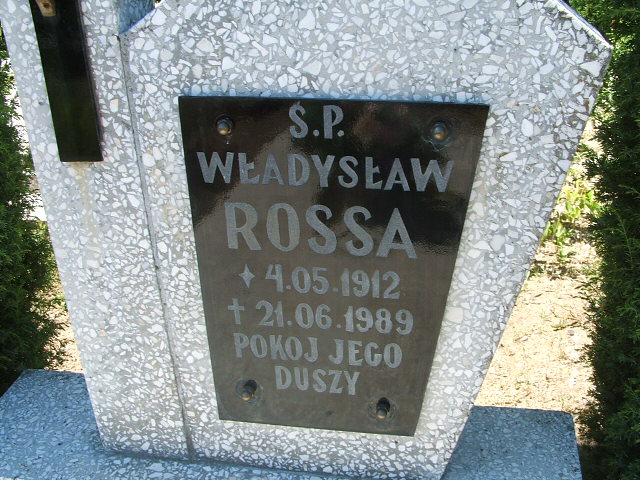 Ś.P.
WŁADYSŁAW
ROSSA
✦ 4.05.1912
✝ 21.06.1989
POKOJ JEGO
DUSZY